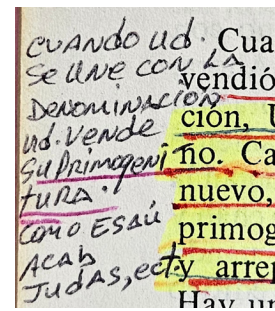 CUANDO Ud.
Se UNe CON LA
DENOMINACION
Ud. VENDE
Su PRIMOGENI
TURA.
COMO ESAÚ
ACAB
JUDAS, ect.
Cua
vendió
ción, U
no. Ca
nuevo,
primog
y arrep
Hay un